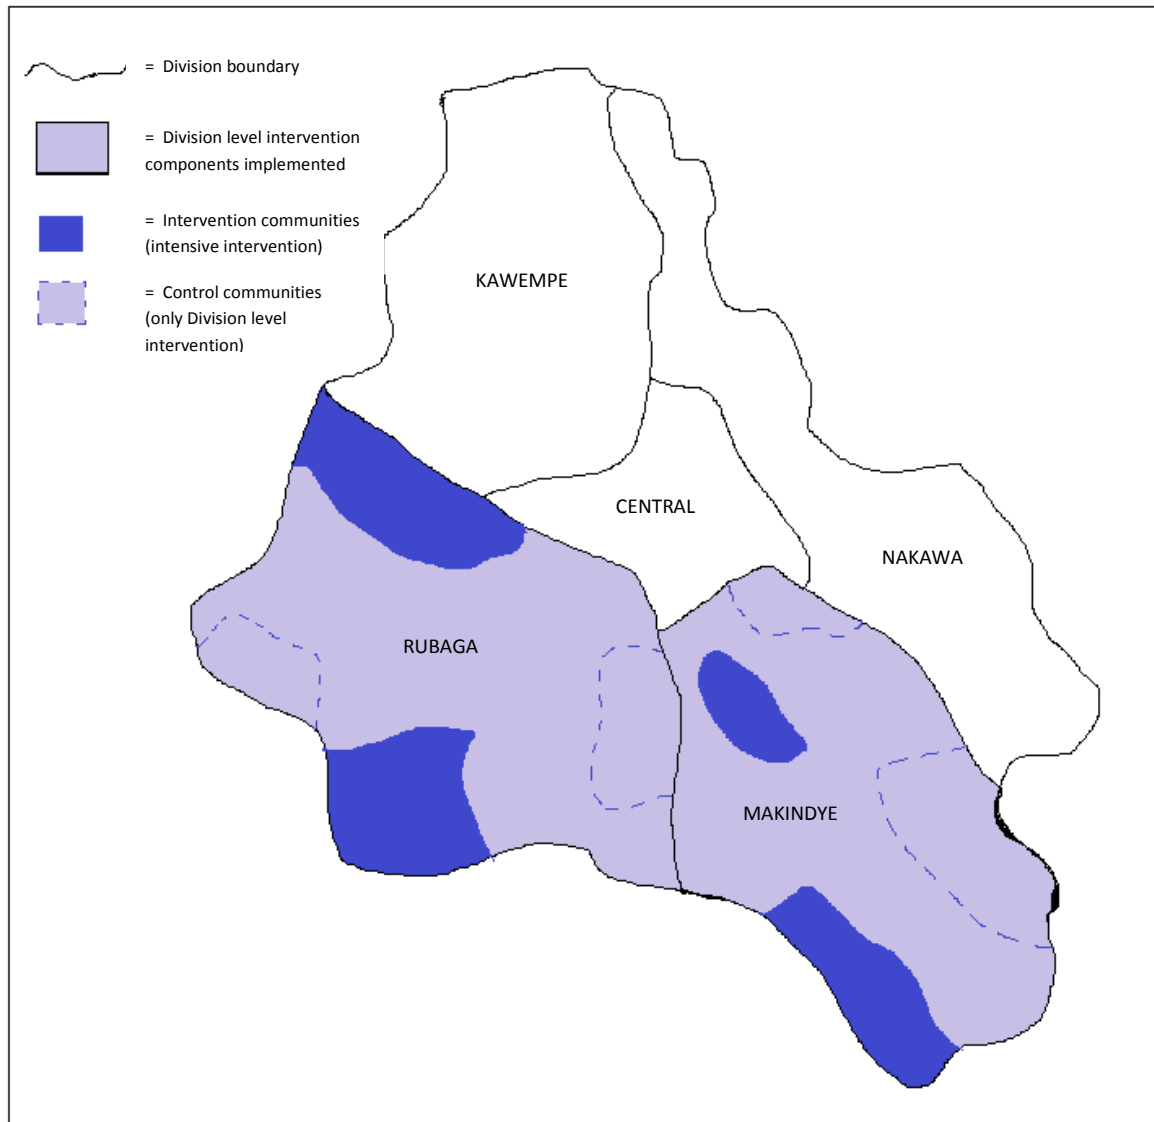 = Division boundary
= Division level intervention
components implemented
= Intervention communities
(intensive intervention)
= Control communities
(only Division level
intervention)
KAWEMPE
CENTRAL
NAKAWA
RUBAGA
MAKINDYE